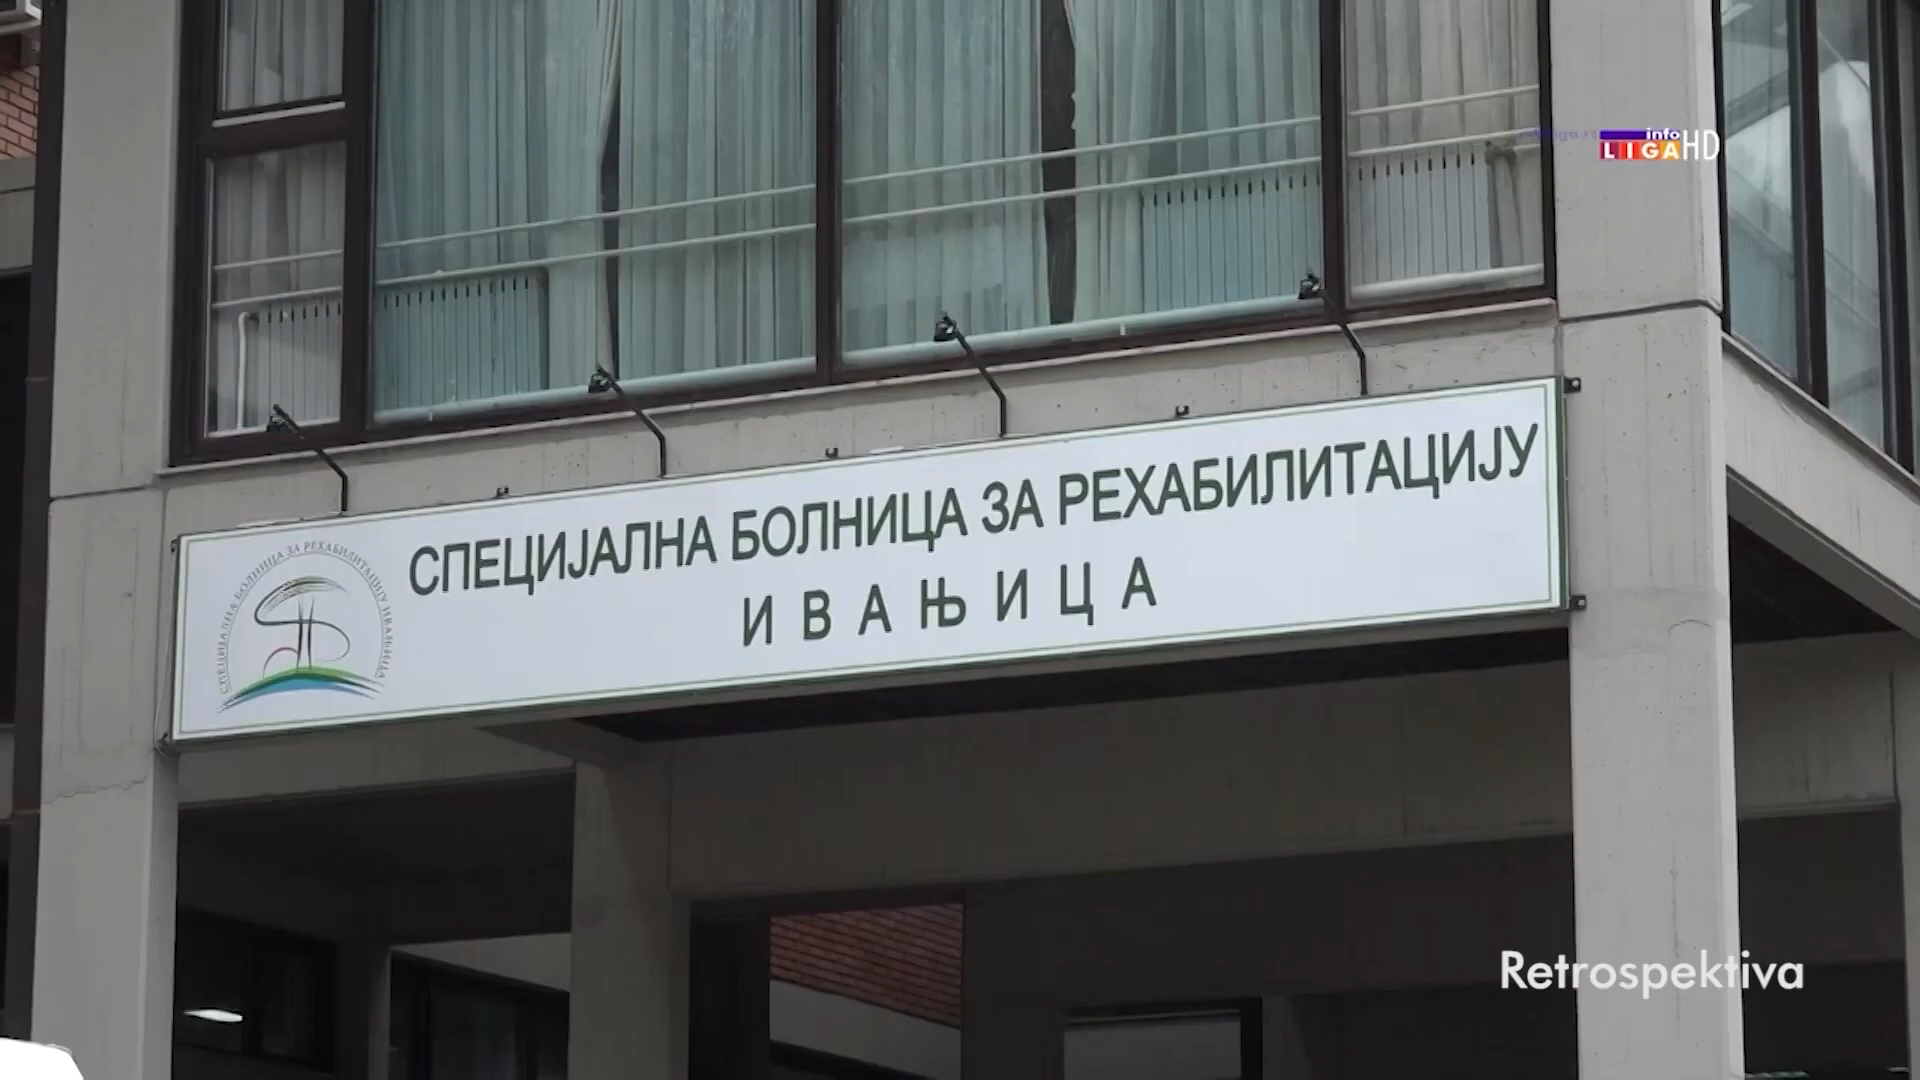 info
LIGA HD
СПЕЦИЈАЛНА БОЛНИЦА ЗА РЕХАБИЛИТАЦИЈУ
ИВАЊИЦА
СПЕЦИЈАЛНА БОЛНИЦА ЗА РЕХАБИЛИТАЦИЈУ ИВАЊИЦА
Retrospektiva